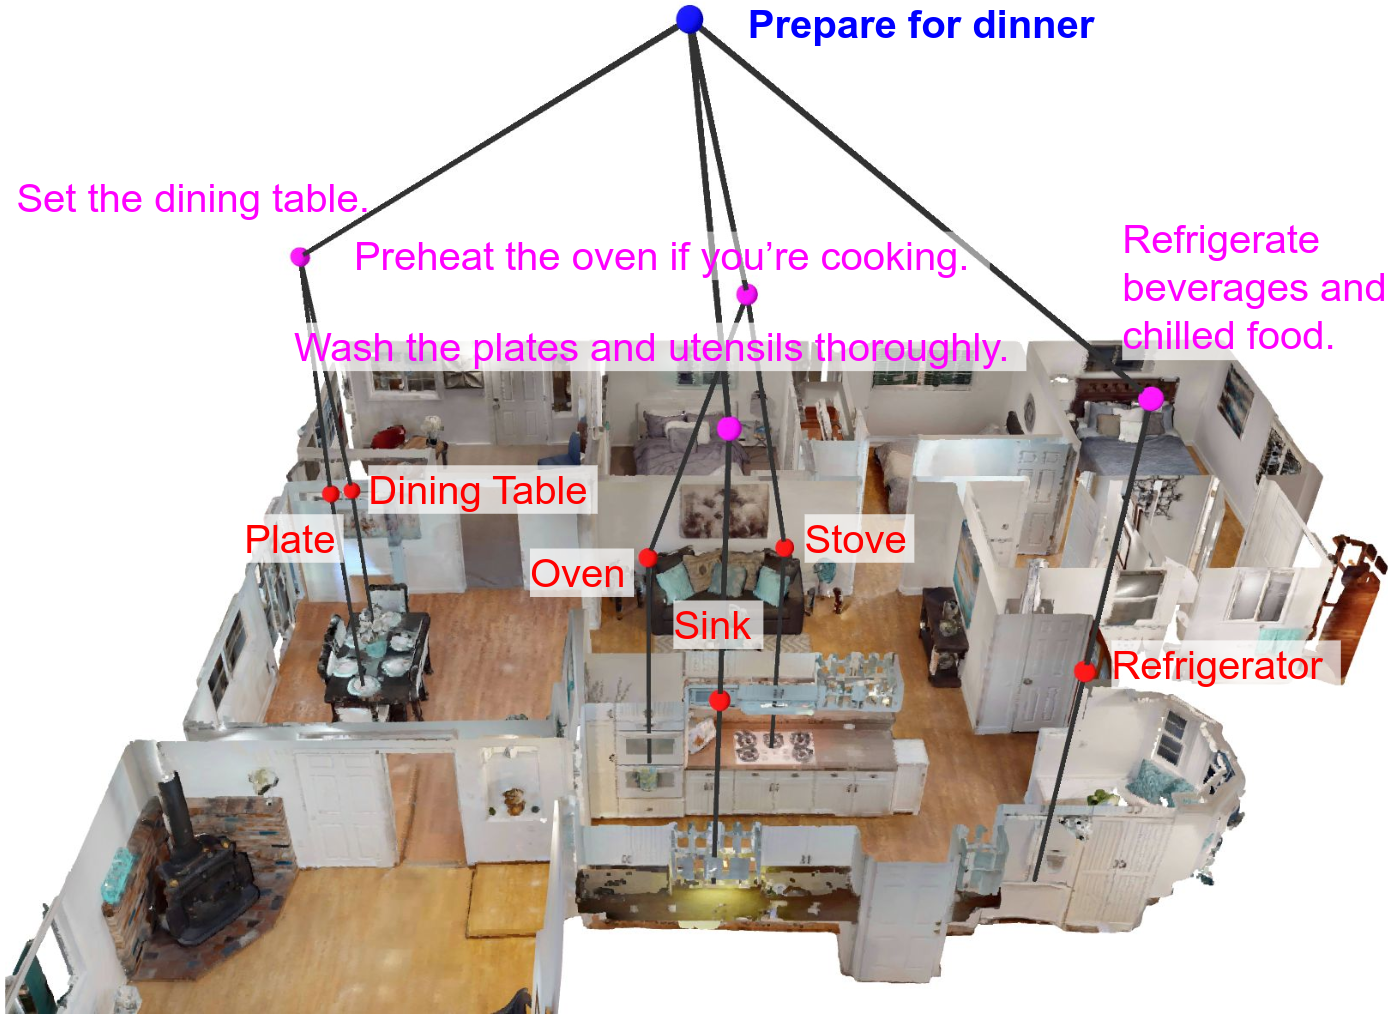 Prepare for dinner
Set the dining table.
Preheat the oven if you’re cooking.
Refrigerate
beverages and
chilled food.
Wash the plates and utensils thoroughly.
Dining Table
Plate
Stove
Oven
Sink
Refrigerator